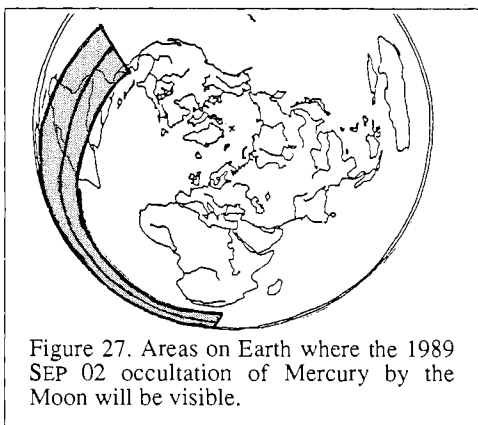 Figure 27. Areas on Earth where the 1989
SEP 02 occultation of Mercury by the
Moon will be visible.